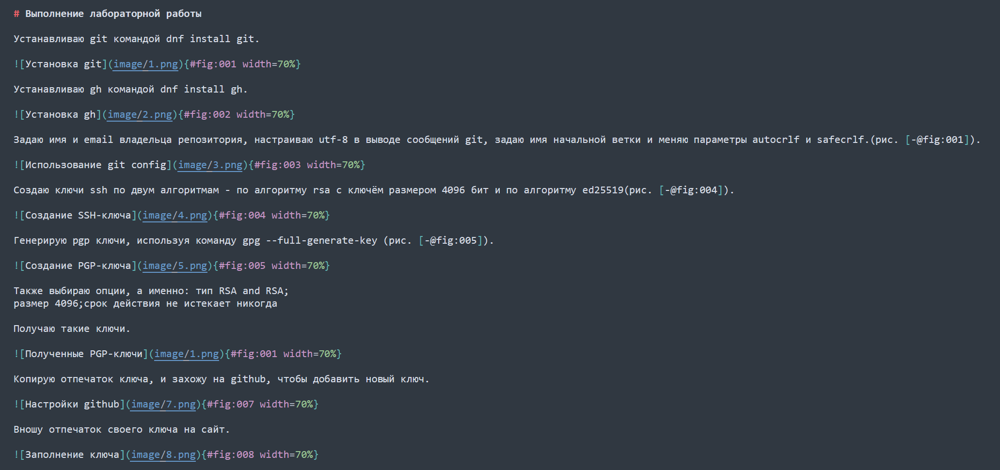 # Выполнение лабораторной работы
Устанавливаю git командой dnf install git.
![Установка git](image/1.png){#fig:001 width=70%}
Устанавливаю gh командой dnf install gh.
![Установка gh](image/2.png){#fig:002 width=70%}
Задаю имя и email владельца репозитория, настраиваю utf-8 в выводе сообщений git, задаю имя начальной ветки и меняю параметры autocrlf и safecrlf.(рис. [-@fig:001]).
![Использование git config](image/3.png){#fig:003 width=70%}
Создаю ключи ssh по двум алгоритмам - по алгоритму rsa с ключём размером 4096 бит и по алгоритму ed25519(рис. [-@fig:004]).
![Создание SSH-ключа](image/4.png){#fig:004 width=70%}
Генерирую pgp ключи, используя команду gpg --full-generate-key (рис. [-@fig:005]).
![Создание PGP-ключа](image/5.png){#fig:005 width=70%}
Также выбираю опции, а именно: тип RSA and RSA;
размер 4096;срок действия не истекает никогда
Получаю такие ключи.
![Полученные PGP-ключи](image/1.png){#fig:001 width=70%}
Копирую отпечаток ключа, и захожу на github, чтобы добавить новый ключ.
![Настройки github](image/7.png){#fig:007 width=70%}
Вношу отпечаток своего ключа на сайт.
![Заполнение ключа](image/8.png){#fig:008 width=70%}